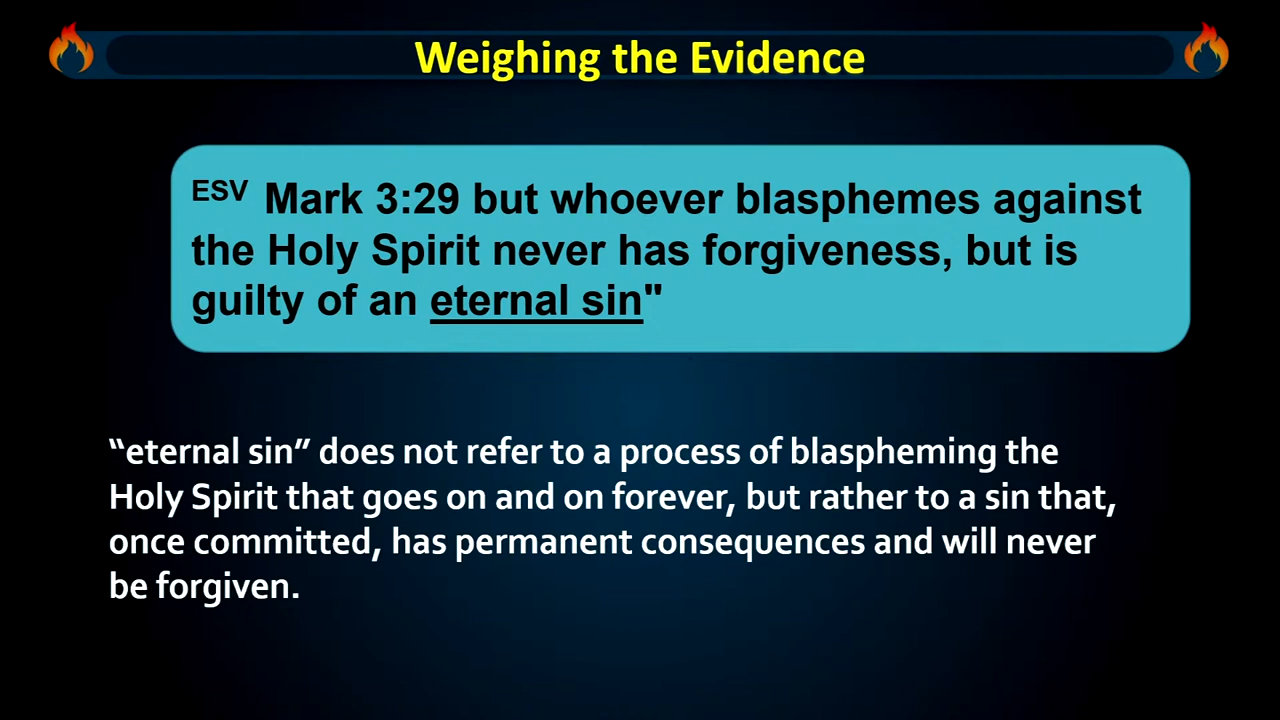 Weighing the Evidence
ESV Mark 3:29 but whoever blasphemes against
the Holy Spirit never has forgiveness, but is
guilty of an eternal sin"
“eternal sin” does not refer to a process of blaspheming the
Holy Spirit that goes on and on forever, but rather to a sin that,
once committed, has permanent consequences and will never
be forgiven.